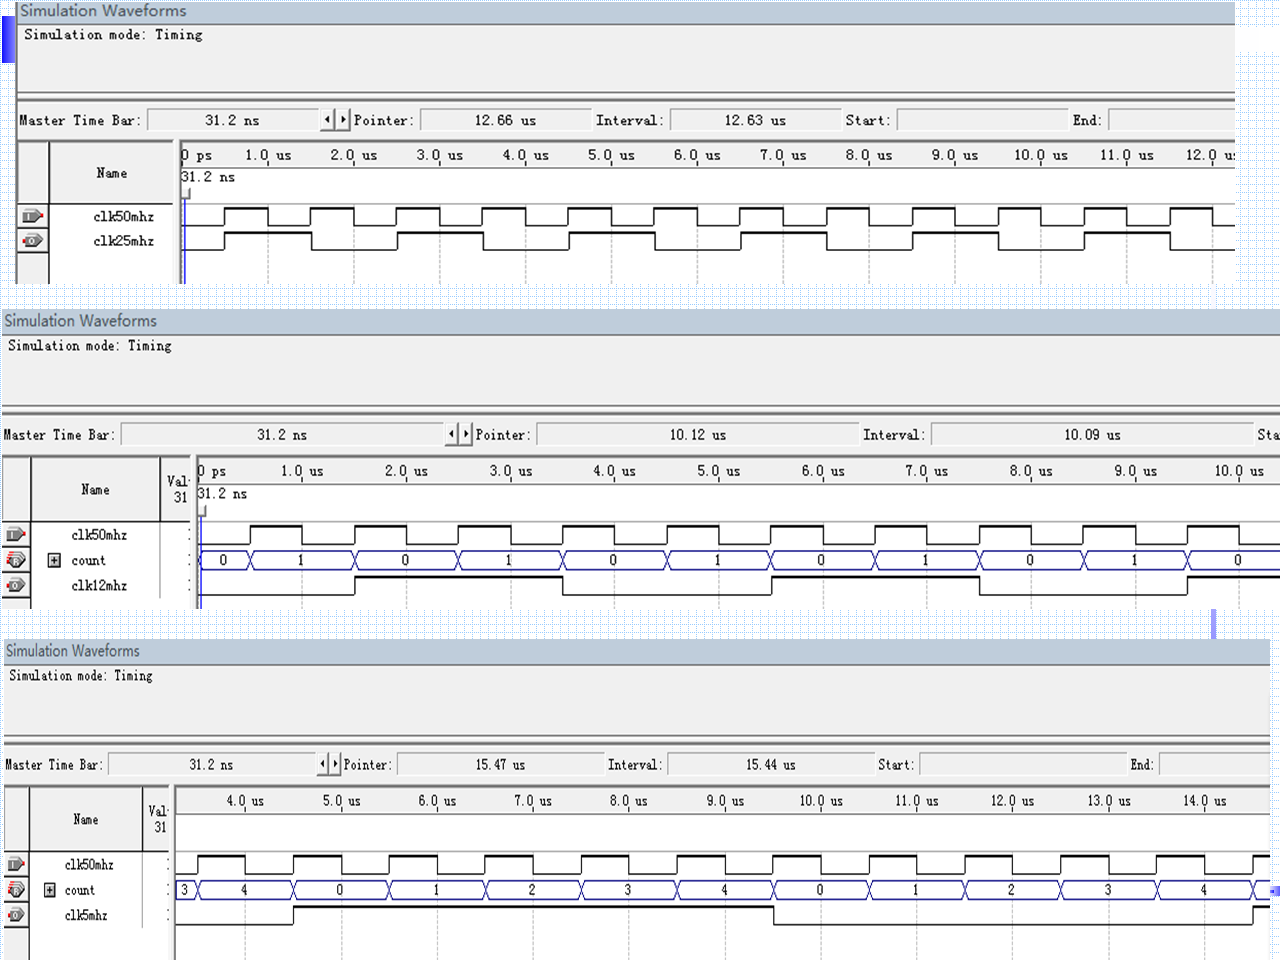 Simulation Waveforms
Simulation mode: Timing
Master Time Bar: 31.2 ns Pointer: 12.66 us Interval: 12.63 us Start: End:
Name 0 ps 1.0 us 2.0 us 3.0 us 4.0 us 5.0 us 6.0 us 7.0 us 8.0 us 9.0 us 10.0 us 11.0 us 12.0 u
31.2 ns
clk50mhz
clk25mhz
Simulation Waveforms
Simulation mode: Timing
Master Time Bar: 31.2 ns Pointer: 10.12 us Interval: 10.09 us Sta
Name Val 31 0 ps 1.0 us 2.0 us 3.0 us 4.0 us 5.0 us 6.0 us 7.0 us 8.0 us 9.0 us 10.0 us
31.2 ns
clk50mhz
count 0 1 0 1 0 1 0 1 0 1 0
clk12mhz
Simulation Waveforms
Simulation mode: Timing
Master Time Bar: 31.2 ns Pointer: 15.47 us Interval: 15.44 us Start: End:
Name Val 31 4.0 us 5.0 us 6.0 us 7.0 us 8.0 us 9.0 us 10.0 us 11.0 us 12.0 us 13.0 us 14.0 us
clk50mhz
count 3 4 0 1 2 3 4 0 1 2 3 4
clk5mhz